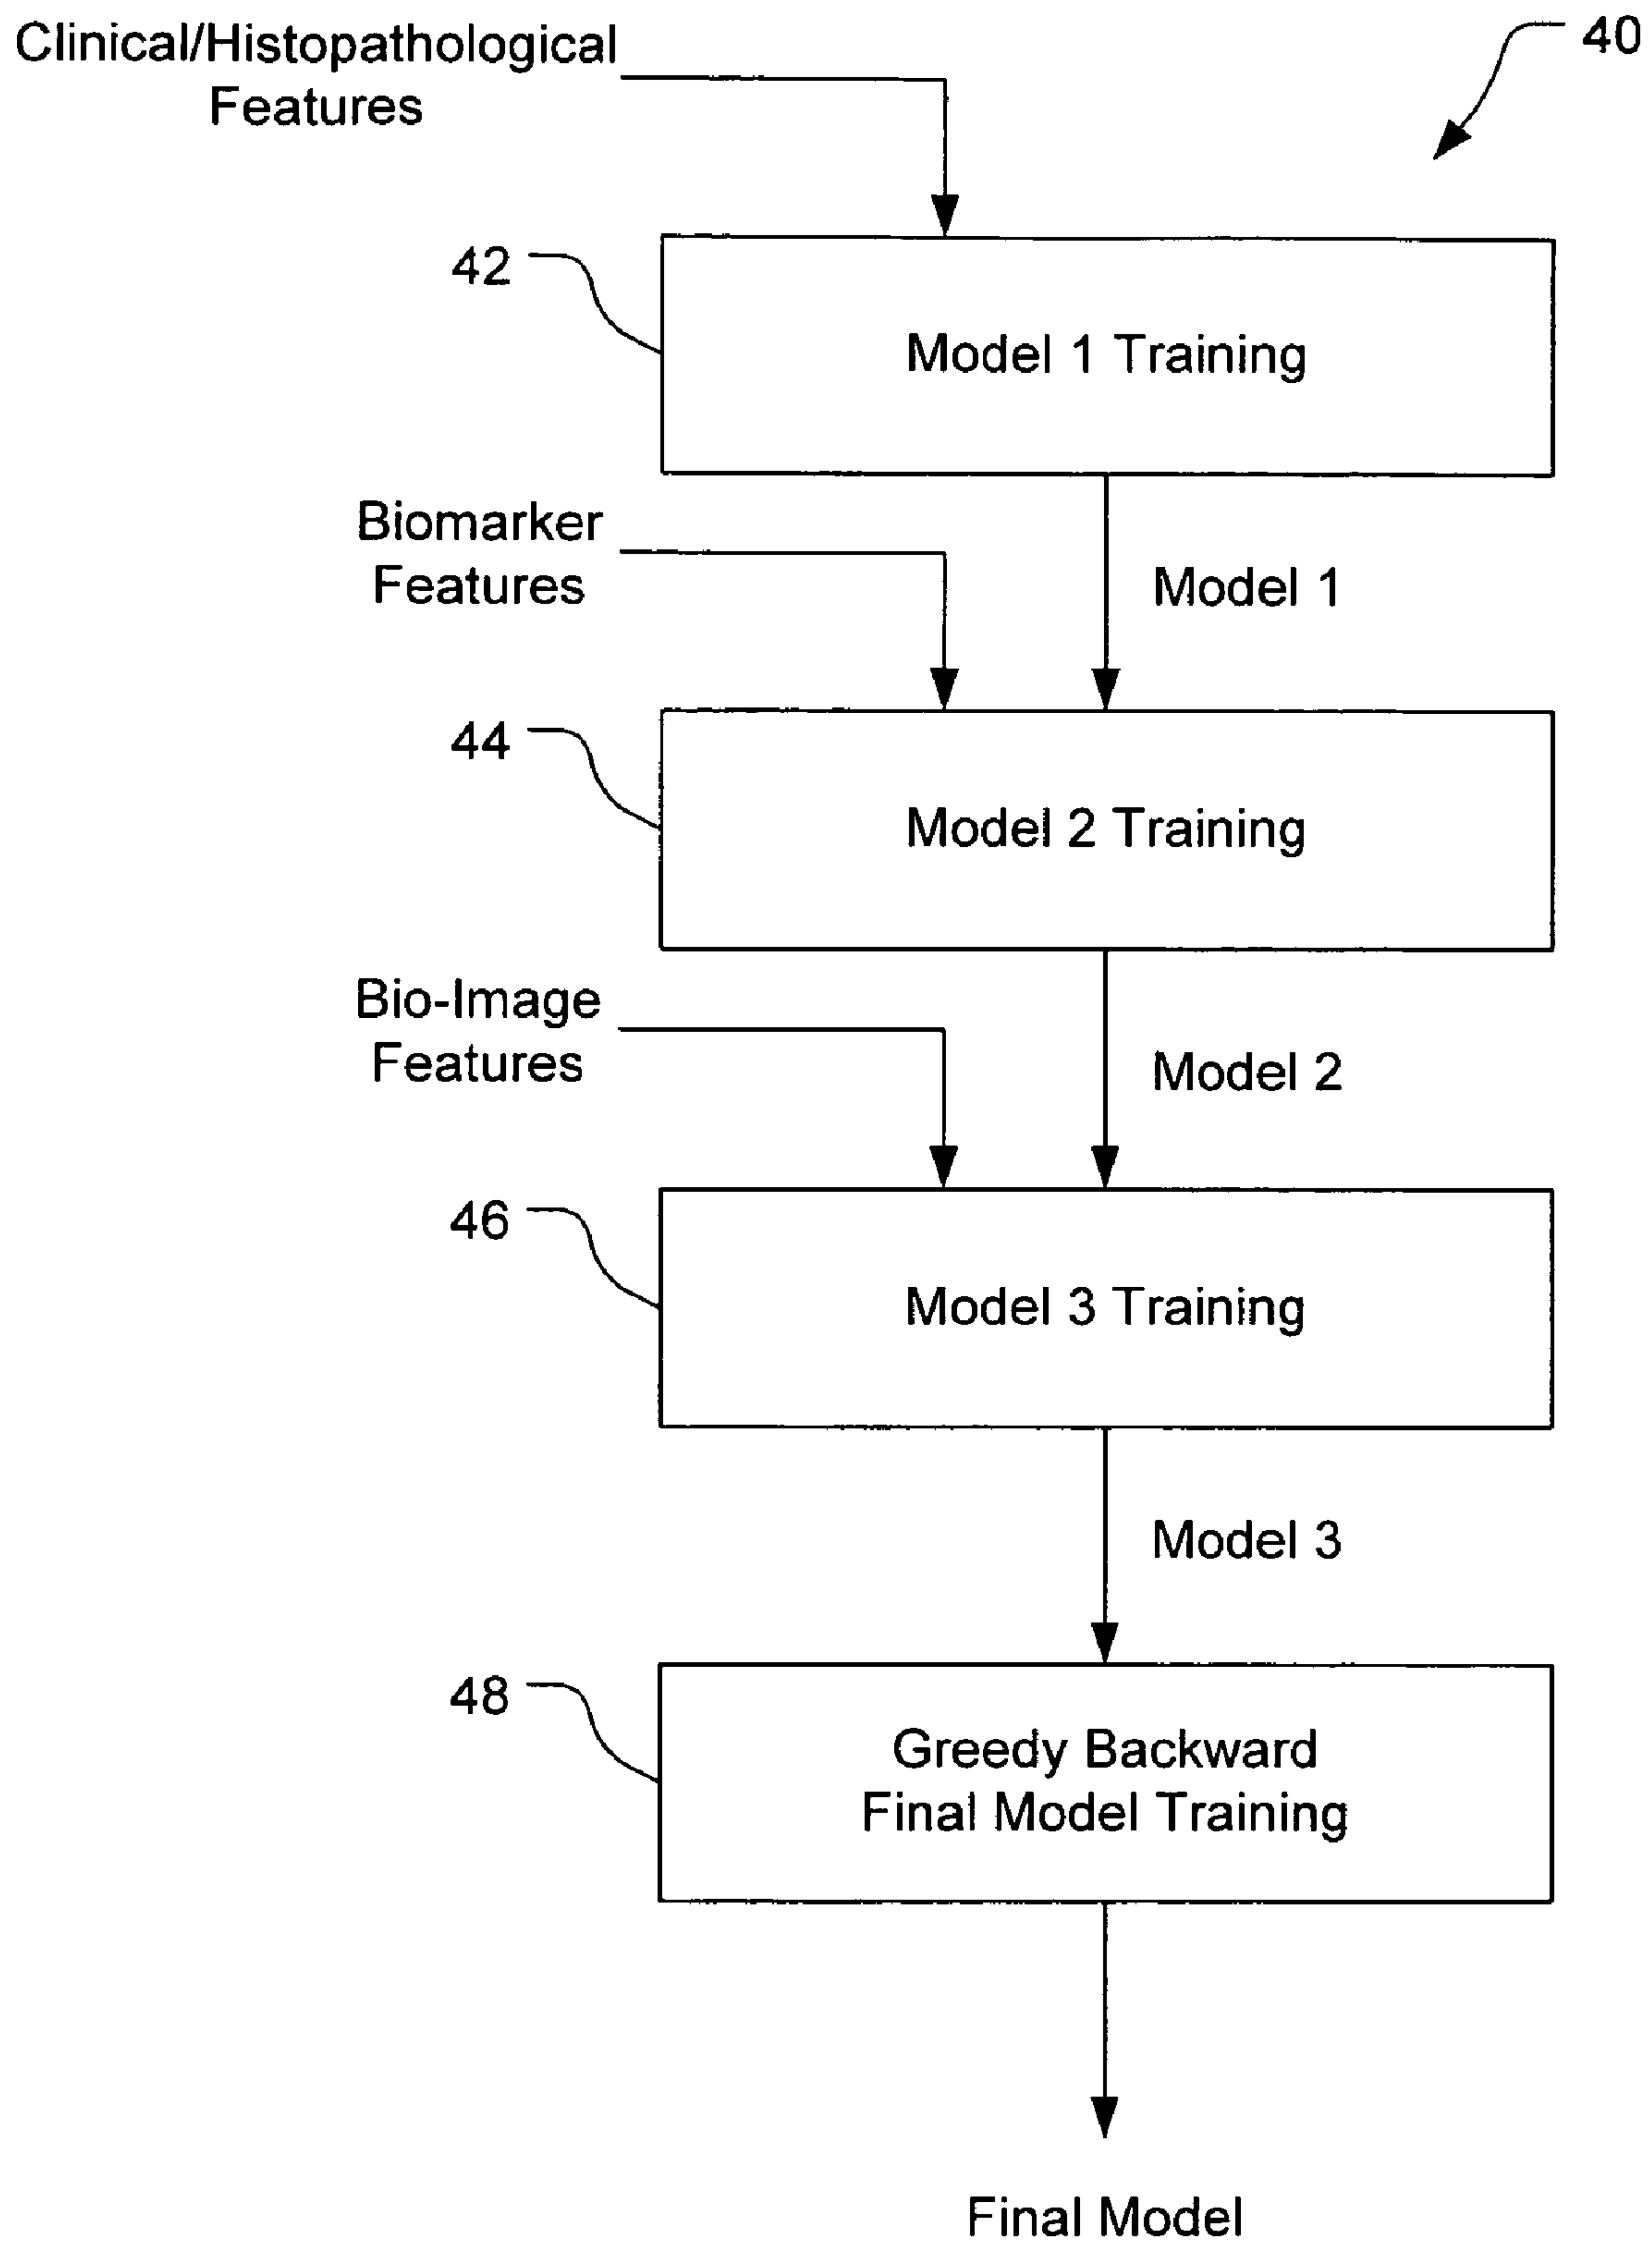 Clinical/Histopathological
Features
40
42
Model 1 Training
Biomarker
Features
Model 1
44
Model 2 Training
Bio-Image
Features
Model 2
46
Model 3 Training
Model 3
48
Greedy Backward
Final Model Training
Final Model